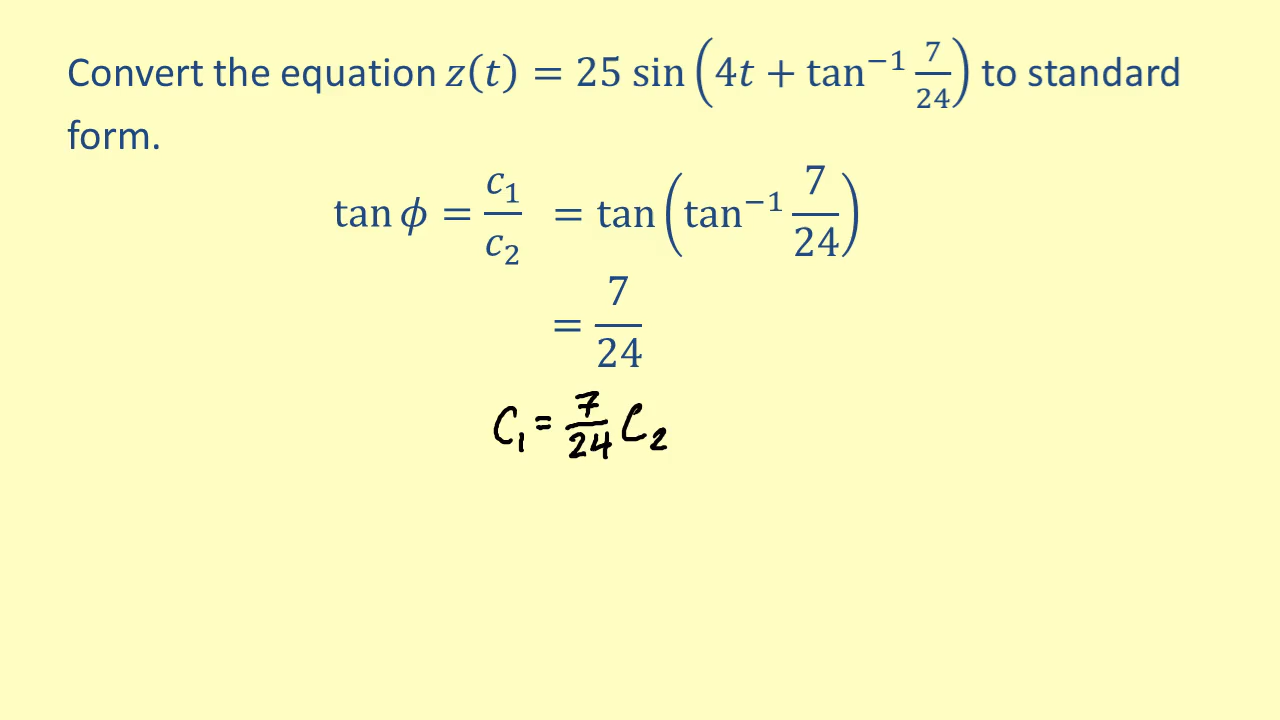 Convert the equation z(t) = 25 sin(4t + tan⁻¹ 7/24) to standard
form.
tan ϕ = c₁/c₂ = tan(tan⁻¹ 7/24)
= 7/24
C₁ = 7/24 C₂